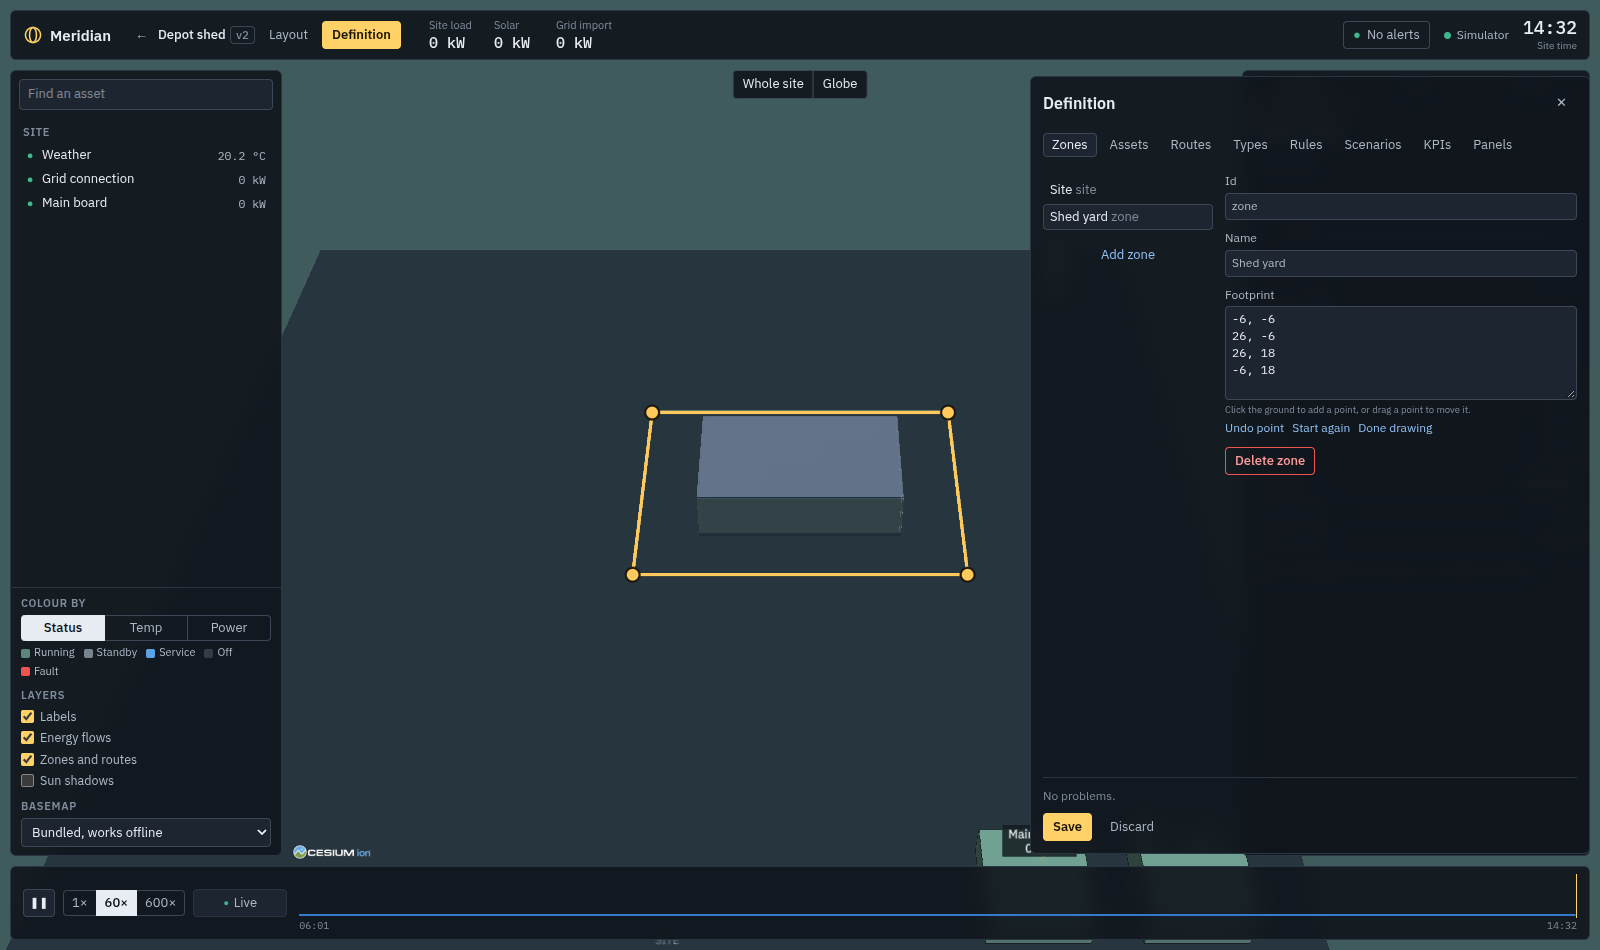 Meridian
← Depot shed v2
Layout
Definition
Site load
0 kW
Solar
0 kW
Grid import
0 kW
No alerts
Simulator
14:32
Site time
Find an asset
SITE
Weather 20.2 °C
Grid connection 0 kW
Main board 0 kW
COLOUR BY
Status Temp Power
Running Standby Service Off
Fault
LAYERS
Labels
Energy flows
Zones and routes
Sun shadows
BASEMAP
Bundled, works offline
Whole site Globe
CESIUM ion
Definition ×
Zones Assets Routes Types Rules Scenarios KPIs Panels
Site site
Shed yard zone
Add zone
Id
zone
Name
Shed yard
Footprint
-6, -6
26, -6
26, 18
-6, 18
Click the ground to add a point, or drag a point to move it.
Undo point Start again Done drawing
Delete zone
No problems.
Save Discard
1× 60× 600×
Live
06:01 14:32